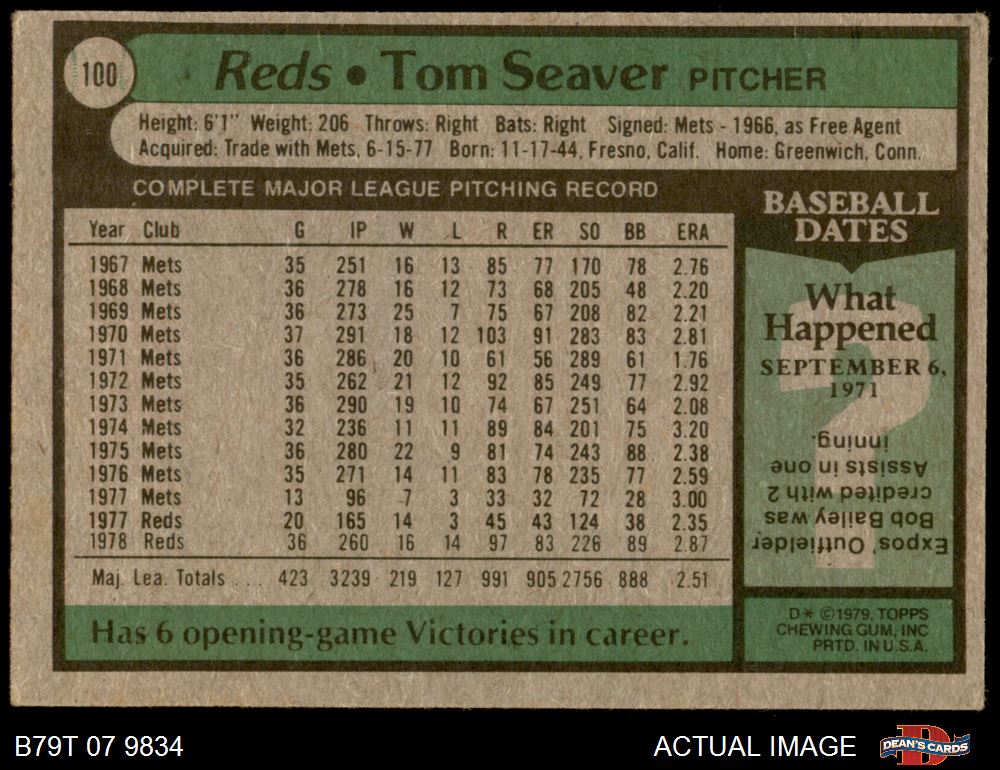 100
Reds • Tom Seaver PITCHER
Height: 6'1" Weight: 206 Throws: Right Bats: Right Signed: Mets - 1966, as Free Agent
Acquired: Trade with Mets, 6-15-77 Born: 11-17-44, Fresno, Calif. Home: Greenwich, Conn.
COMPLETE MAJOR LEAGUE PITCHING RECORD
Year Club G IP W L R ER SO BB ERA
1967 Mets 35 251 16 13 85 77 170 78 2.76
1968 Mets 36 278 16 12 73 68 205 48 2.20
1969 Mets 36 273 25 7 75 67 208 82 2.21
1970 Mets 37 291 18 12 103 91 283 83 2.81
1971 Mets 36 286 20 10 61 56 289 61 1.76
1972 Mets 35 262 21 12 92 85 249 77 2.92
1973 Mets 36 290 19 10 74 67 251 64 2.08
1974 Mets 32 236 11 11 89 84 201 75 3.20
1975 Mets 36 280 22 9 81 74 243 88 2.38
1976 Mets 35 271 14 11 83 78 235 77 2.59
1977 Mets 13 96 7 3 33 32 72 28 3.00
1977 Reds 20 165 14 3 45 43 124 38 2.35
1978 Reds 36 260 16 14 97 83 226 89 2.87
Maj. Lea. Totals . . . 423 3239 219 127 991 905 2756 888 2.51
Has 6 opening-game Victories in career.
BASEBALL
DATES
What
Happened
SEPTEMBER 6,
1971
Expos' Outfielder,
Bob Bailey was
credited with 2
Assists in one
inning.
D* ©1979, TOPPS
CHEWING GUM, INC
PRTD. IN U.S.A.
B79T 07 9834
ACTUAL IMAGE
D
DEAN'S CARDS